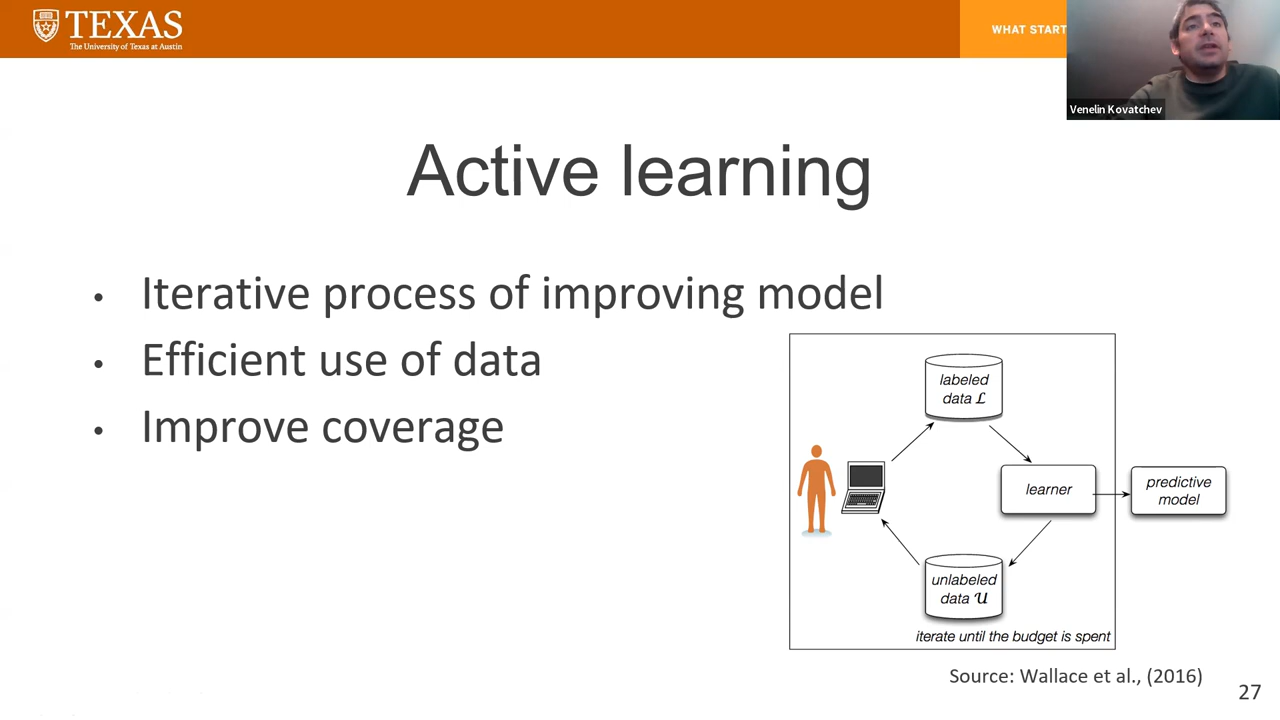 TEXAS
The University of Texas at Austin
WHAT START
Venelin Kovatchev
Active learning
• Iterative process of improving model
• Efficient use of data
• Improve coverage
labeled
data ℒ
learner
predictive
model
unlabeled
data 𝒰
iterate until the budget is spent
Source: Wallace et al., (2016)
27